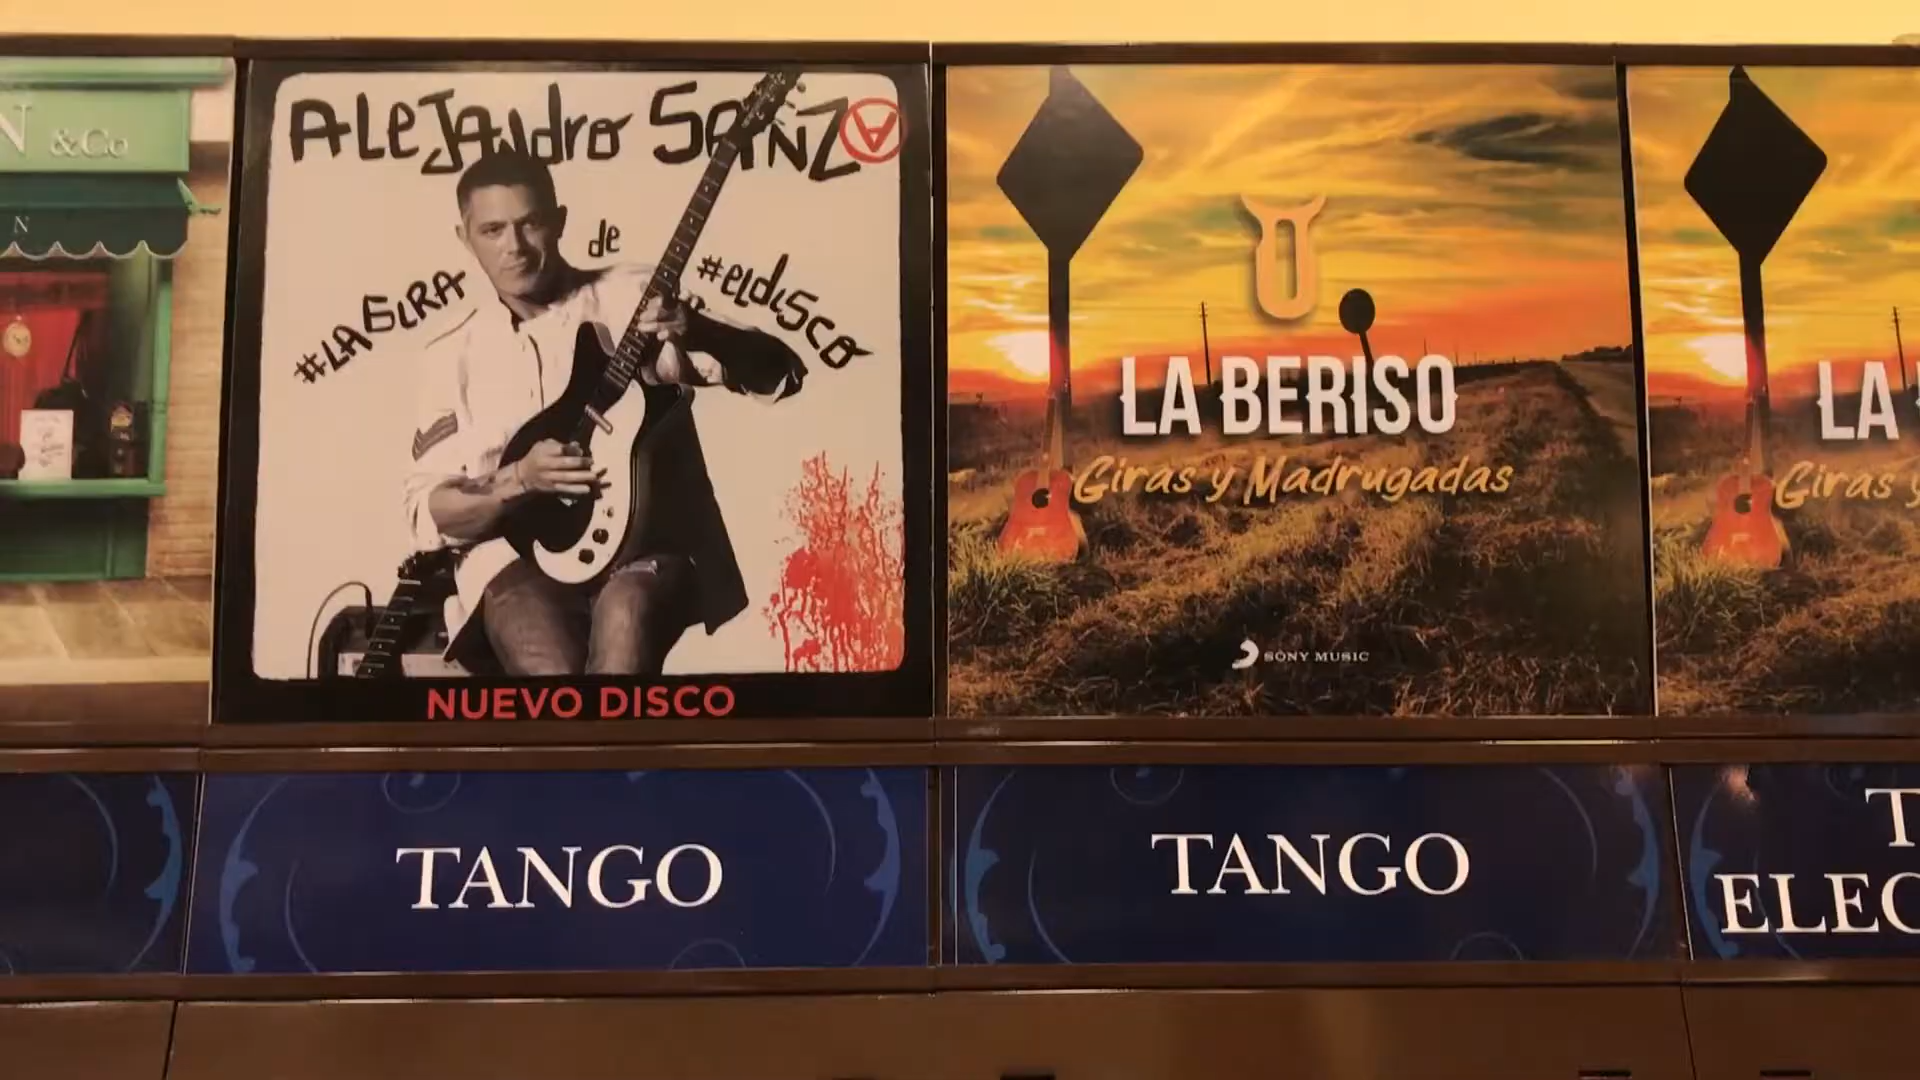 N &Co
N
ALEJANDRO SANZ
#LAGIRA de #ELDISCO
NUEVO DISCO
LA BERISO
Giras y Madrugadas
SONY MUSIC
LA
Giras y
TANGO
TANGO
T
ELEC